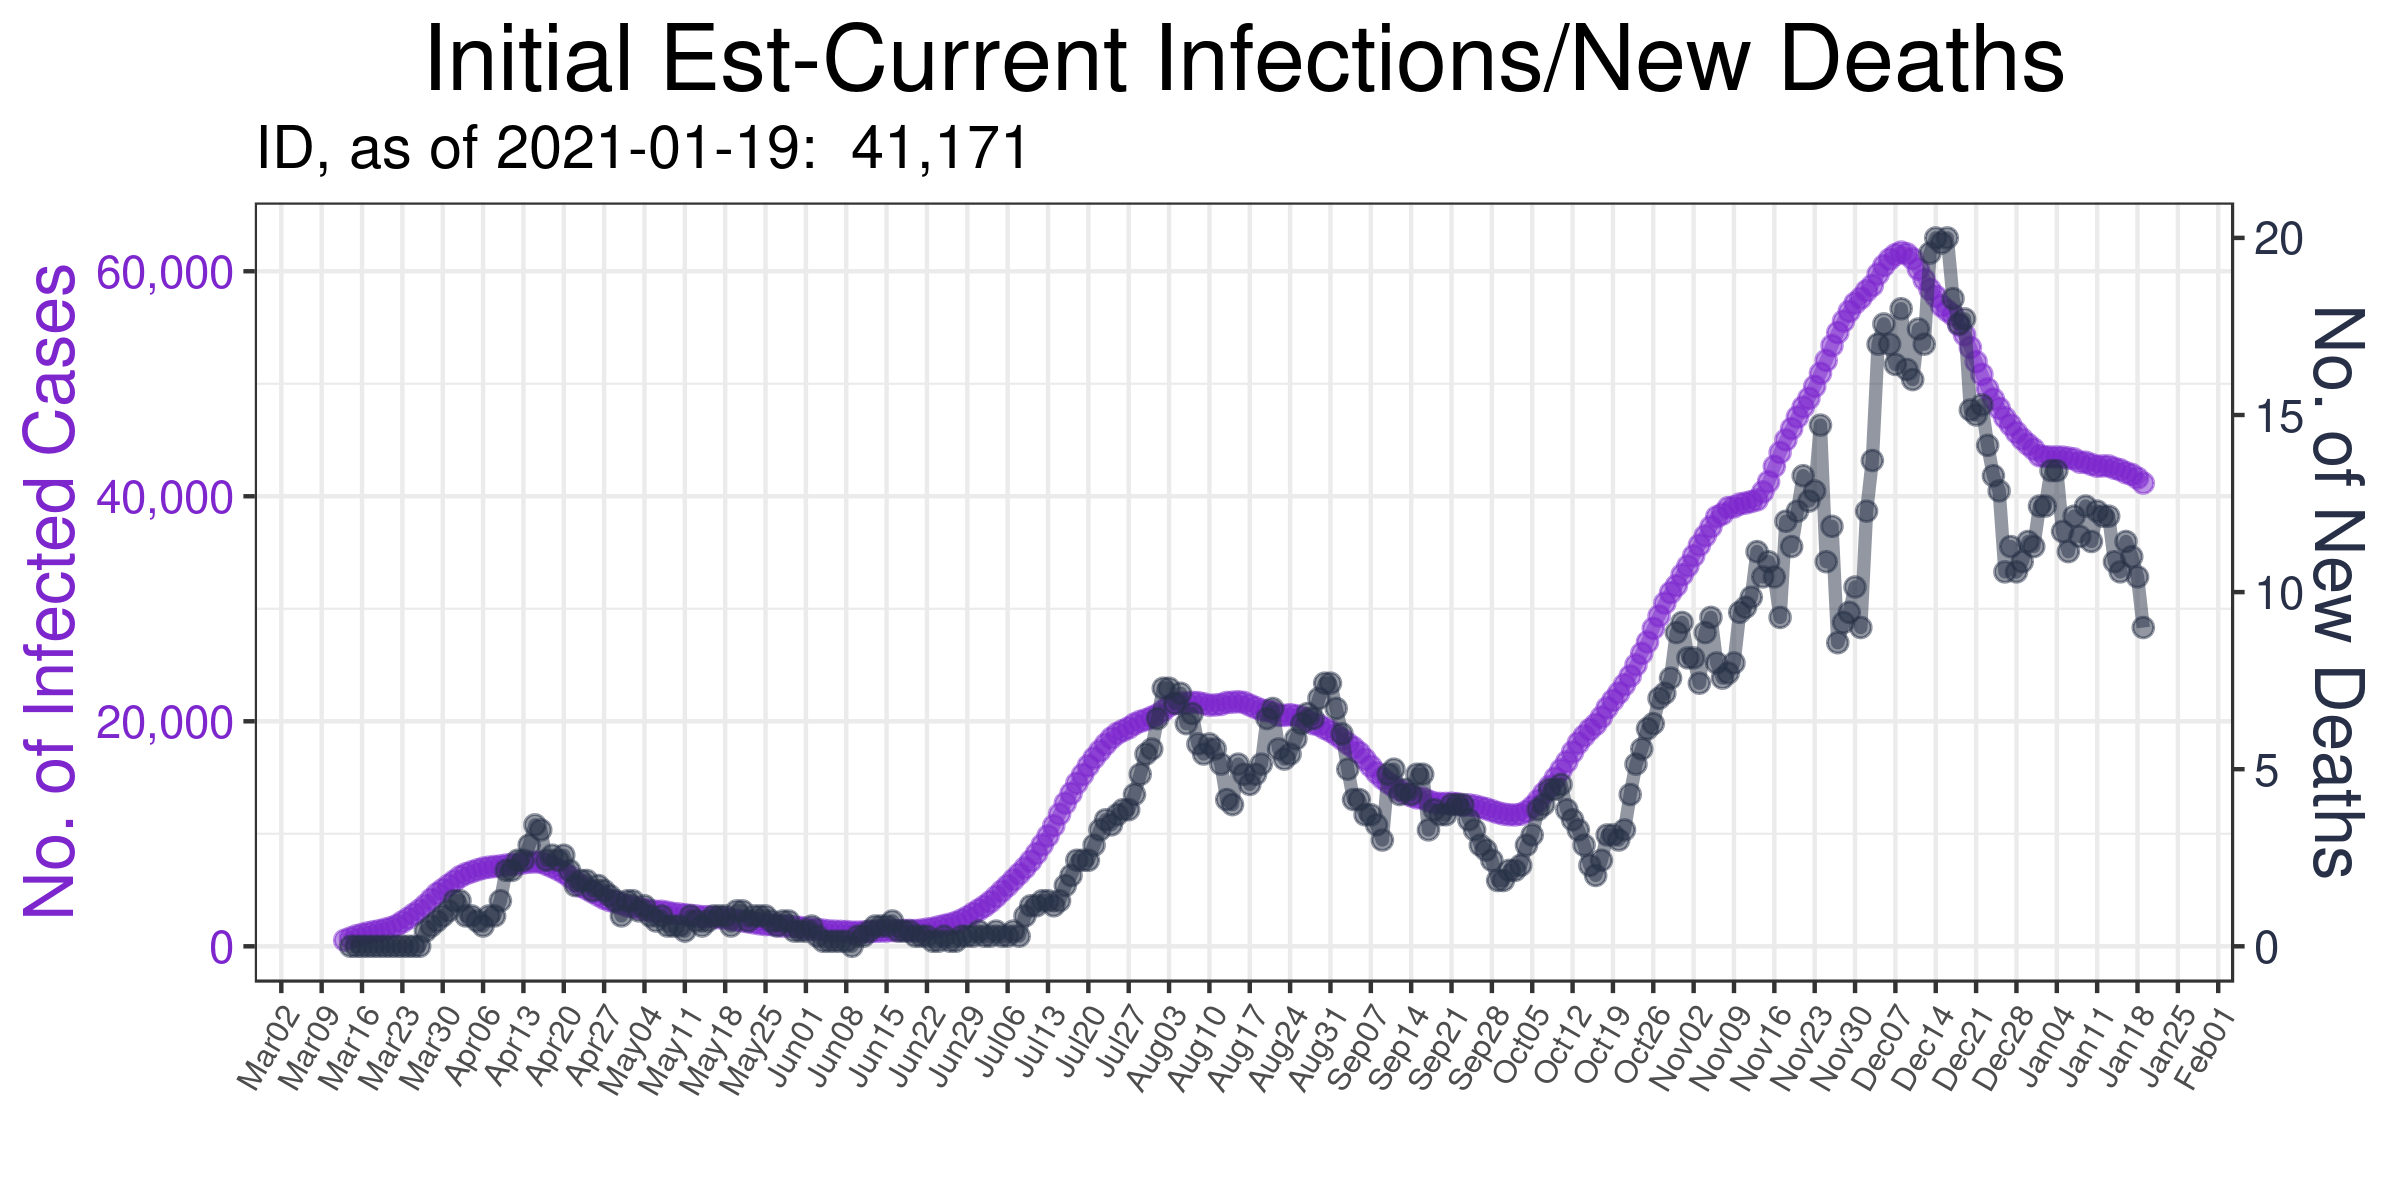 Initial Est-Current Infections/New Deaths
ID, as of 2021-01-19:  41,171
No. of Infected Cases
60,000
40,000
20,000
0
20
15
10
5
0
No. of New Deaths
Mar02 Mar09 Mar16 Mar23 Mar30 Apr06 Apr13 Apr20 Apr27 May04 May11 May18 May25 Jun01 Jun08 Jun15 Jun22 Jun29 Jul06 Jul13 Jul20 Jul27 Aug03 Aug10 Aug17 Aug24 Aug31 Sep07 Sep14 Sep21 Sep28 Oct05 Oct12 Oct19 Oct26 Nov02 Nov09 Nov16 Nov23 Nov30 Dec07 Dec14 Dec21 Dec28 Jan04 Jan11 Jan18 Jan25 Feb01